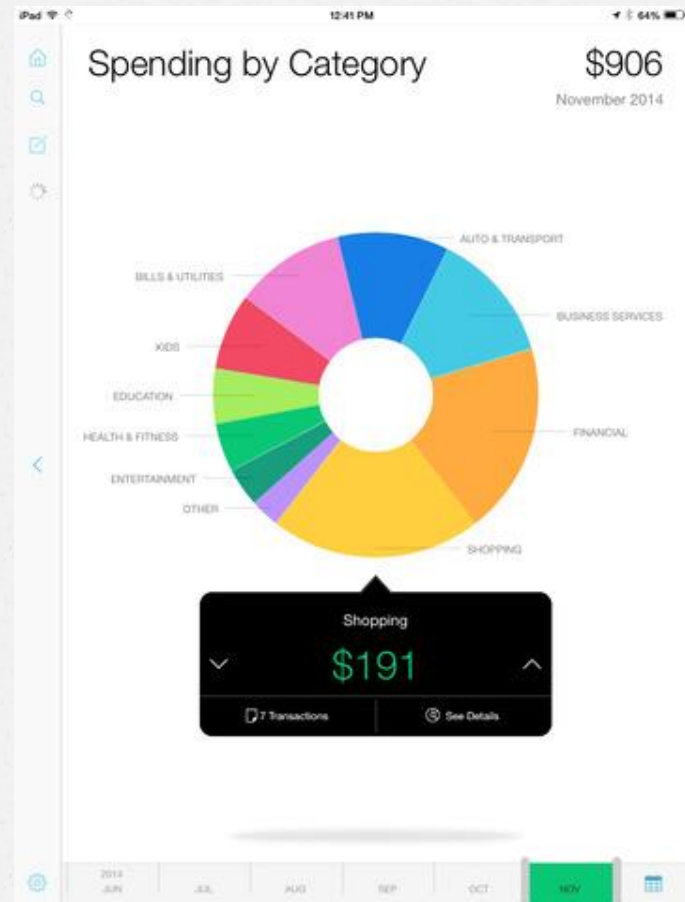 iPad 12:41 PM 64%
Spending by Category $906
November 2014
AUTO & TRANSPORT
BILLS & UTILITIES
BUSINESS SERVICES
KIDS
EDUCATION
FINANCIAL
HEALTH & FITNESS
ENTERTAINMENT
OTHER
SHOPPING
Shopping
$191
7 Transactions See Details
2014
JUN JUL AUG SEP OCT NOV